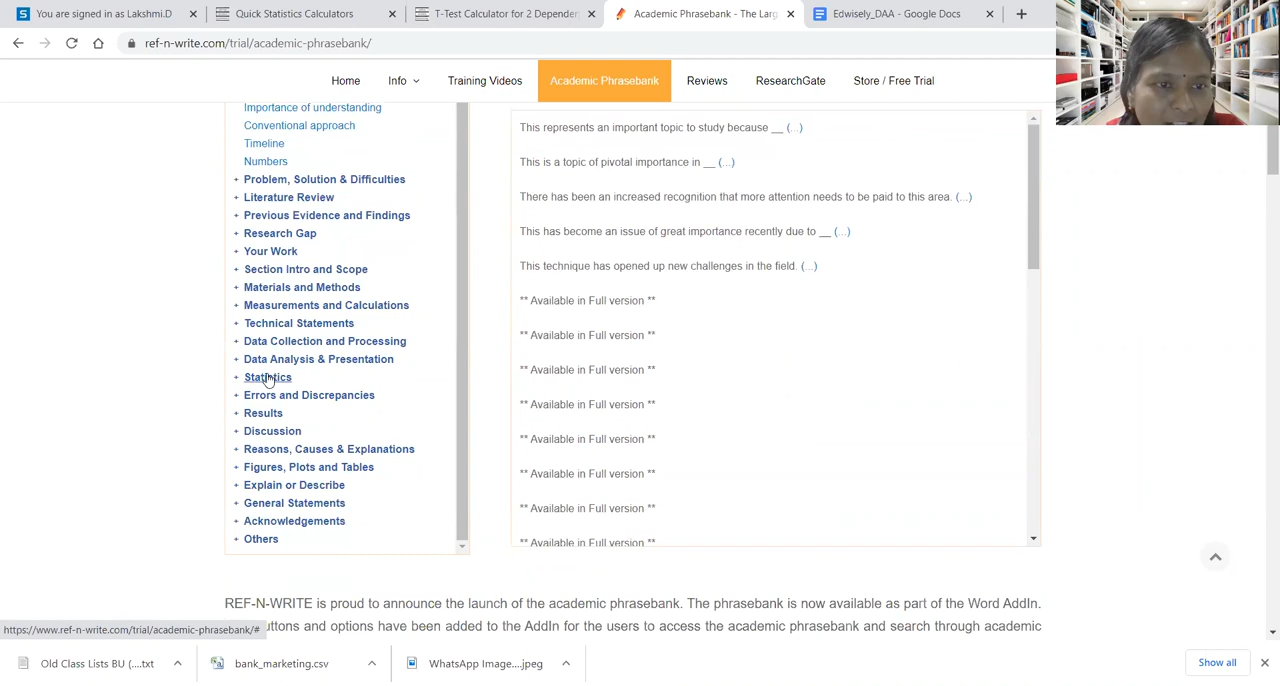 You are signed in as Lakshmi.D
Quick Statistics Calculators
T-Test Calculator for 2 Depender
Academic Phrasebank - The Larg
Edwisely_DAA - Google Docs
ref-n-write.com/trial/academic-phrasebank/
Home
Info
Training Videos
Academic Phrasebank
Reviews
ResearchGate
Store / Free Trial
Importance of understanding
Conventional approach
Timeline
Numbers
+ Problem, Solution & Difficulties
+ Literature Review
+ Previous Evidence and Findings
+ Research Gap
+ Your Work
+ Section Intro and Scope
+ Materials and Methods
+ Measurements and Calculations
+ Technical Statements
+ Data Collection and Processing
+ Data Analysis & Presentation
+ Statistics
+ Errors and Discrepancies
+ Results
+ Discussion
+ Reasons, Causes & Explanations
+ Figures, Plots and Tables
+ Explain or Describe
+ General Statements
+ Acknowledgements
+ Others
This represents an important topic to study because __ (...)
This is a topic of pivotal importance in __ (...)
There has been an increased recognition that more attention needs to be paid to this area. (...)
This has become an issue of great importance recently due to __ (...)
This technique has opened up new challenges in the field. (...)
** Available in Full version **
** Available in Full version **
** Available in Full version **
** Available in Full version **
** Available in Full version **
** Available in Full version **
** Available in Full version **
** Available in Full version **
REF-N-WRITE is proud to announce the launch of the academic phrasebank. The phrasebank is now available as part of the Word AddIn.
uttons and options have been added to the AddIn for the users to access the academic phrasebank and search through academic
https://www.ref-n-write.com/trial/academic-phrasebank/#
Old Class Lists BU (....txt
bank_marketing.csv
WhatsApp Image....jpeg
Show all